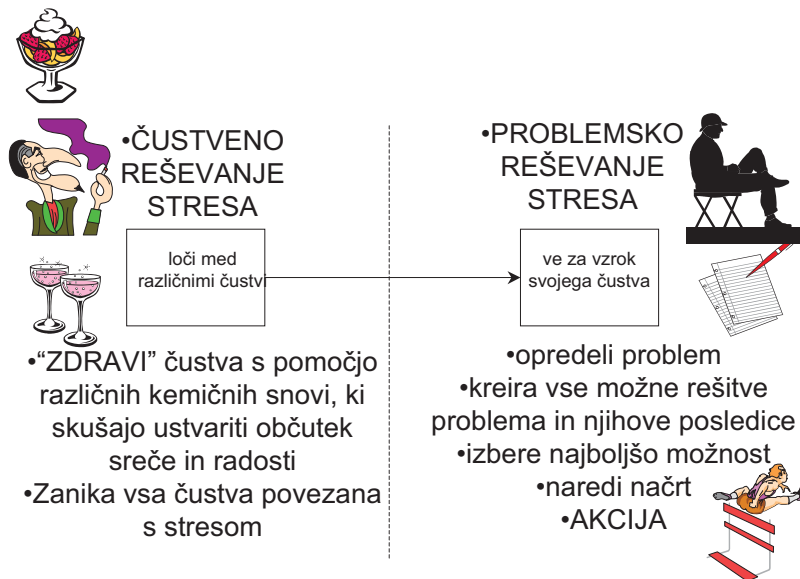 •ČUSTVENO
REŠEVANJE
STRESA
loči med
različnimi čustvi
•“ZDRAVI” čustva s pomočjo
različnih kemičnih snovi, ki
skušajo ustvariti občutek
sreče in radosti
•Zanika vsa čustva povezana
s stresom
•PROBLEMSKO
REŠEVANJE
STRESA
ve za vzrok
svojega čustva
•opredeli problem
•kreira vse možne rešitve
problema in njihove posledice
•izbere najboljšo možnost
•naredi načrt
•AKCIJA